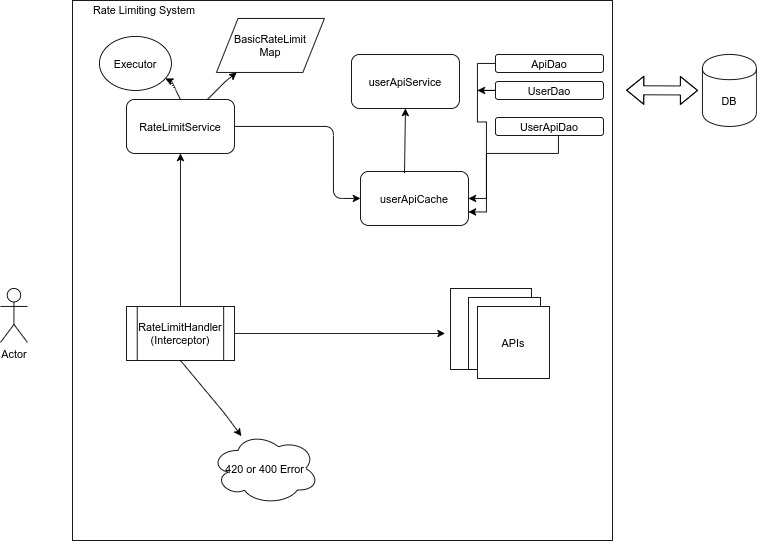 Rate Limiting System
Executor
BasicRateLimit
Map
userApiService
ApiDao
UserDao
UserApiDao
DB
RateLimitService
userApiCache
Actor
RateLimitHandler
(Interceptor)
APIs
420 or 400 Error